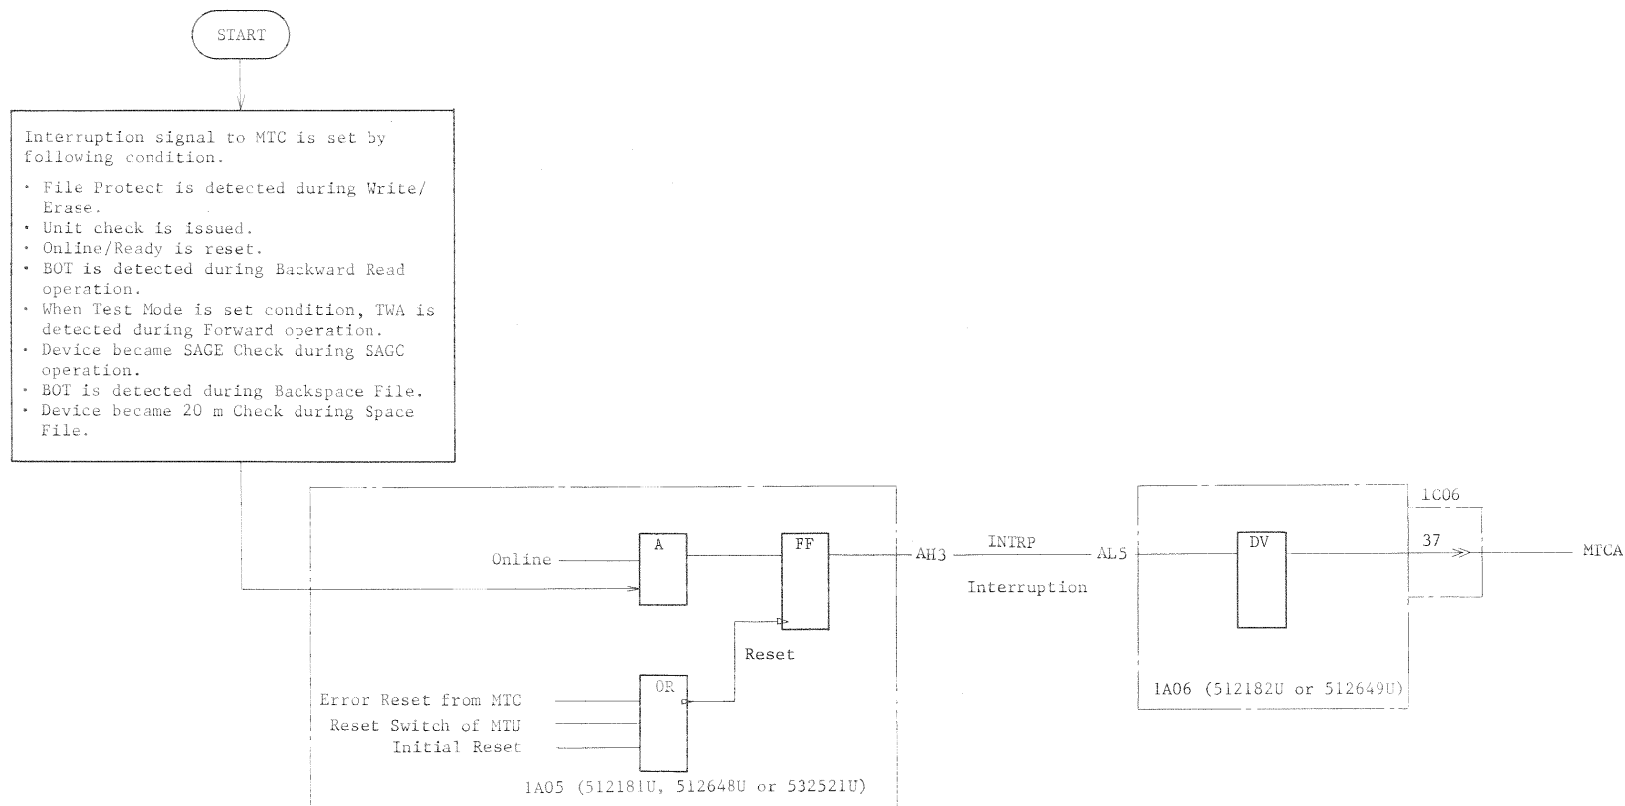 START
Interruption signal to MTC is set by
following condition.
· File Protect is detected during Write/
Erase.
· Unit check is issued.
· Online/Ready is reset.
· BOT is detected during Backward Read
operation.
· When Test Mode is set condition, TWA is
detected during Forward operation.
· Device became SAGE Check during SAGC
operation.
· BOT is detected during Backspace File.
· Device became 20 m Check during Space
File.
1C06
Online
A
FF
AH3
INTRP
AL5
DV
37
MTCA
Interruption
Reset
OR
Error Reset from MTC
Reset Switch of MTU
Initial Reset
1A06 (512182U or 512649U)
1A05 (512181U, 512648U or 532521U)